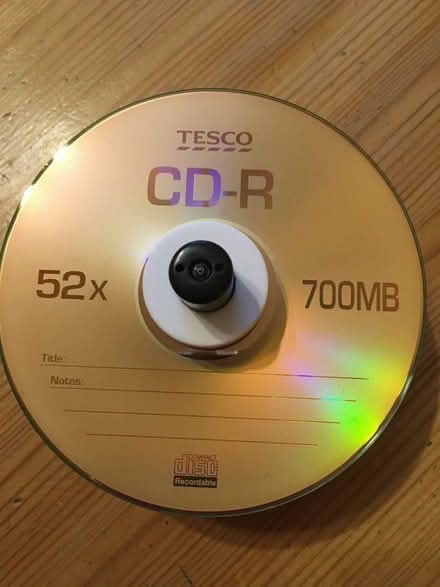 TESCO
CD-R
52x
700MB
Title:
Notes:
COMPACT
disc
Recordable